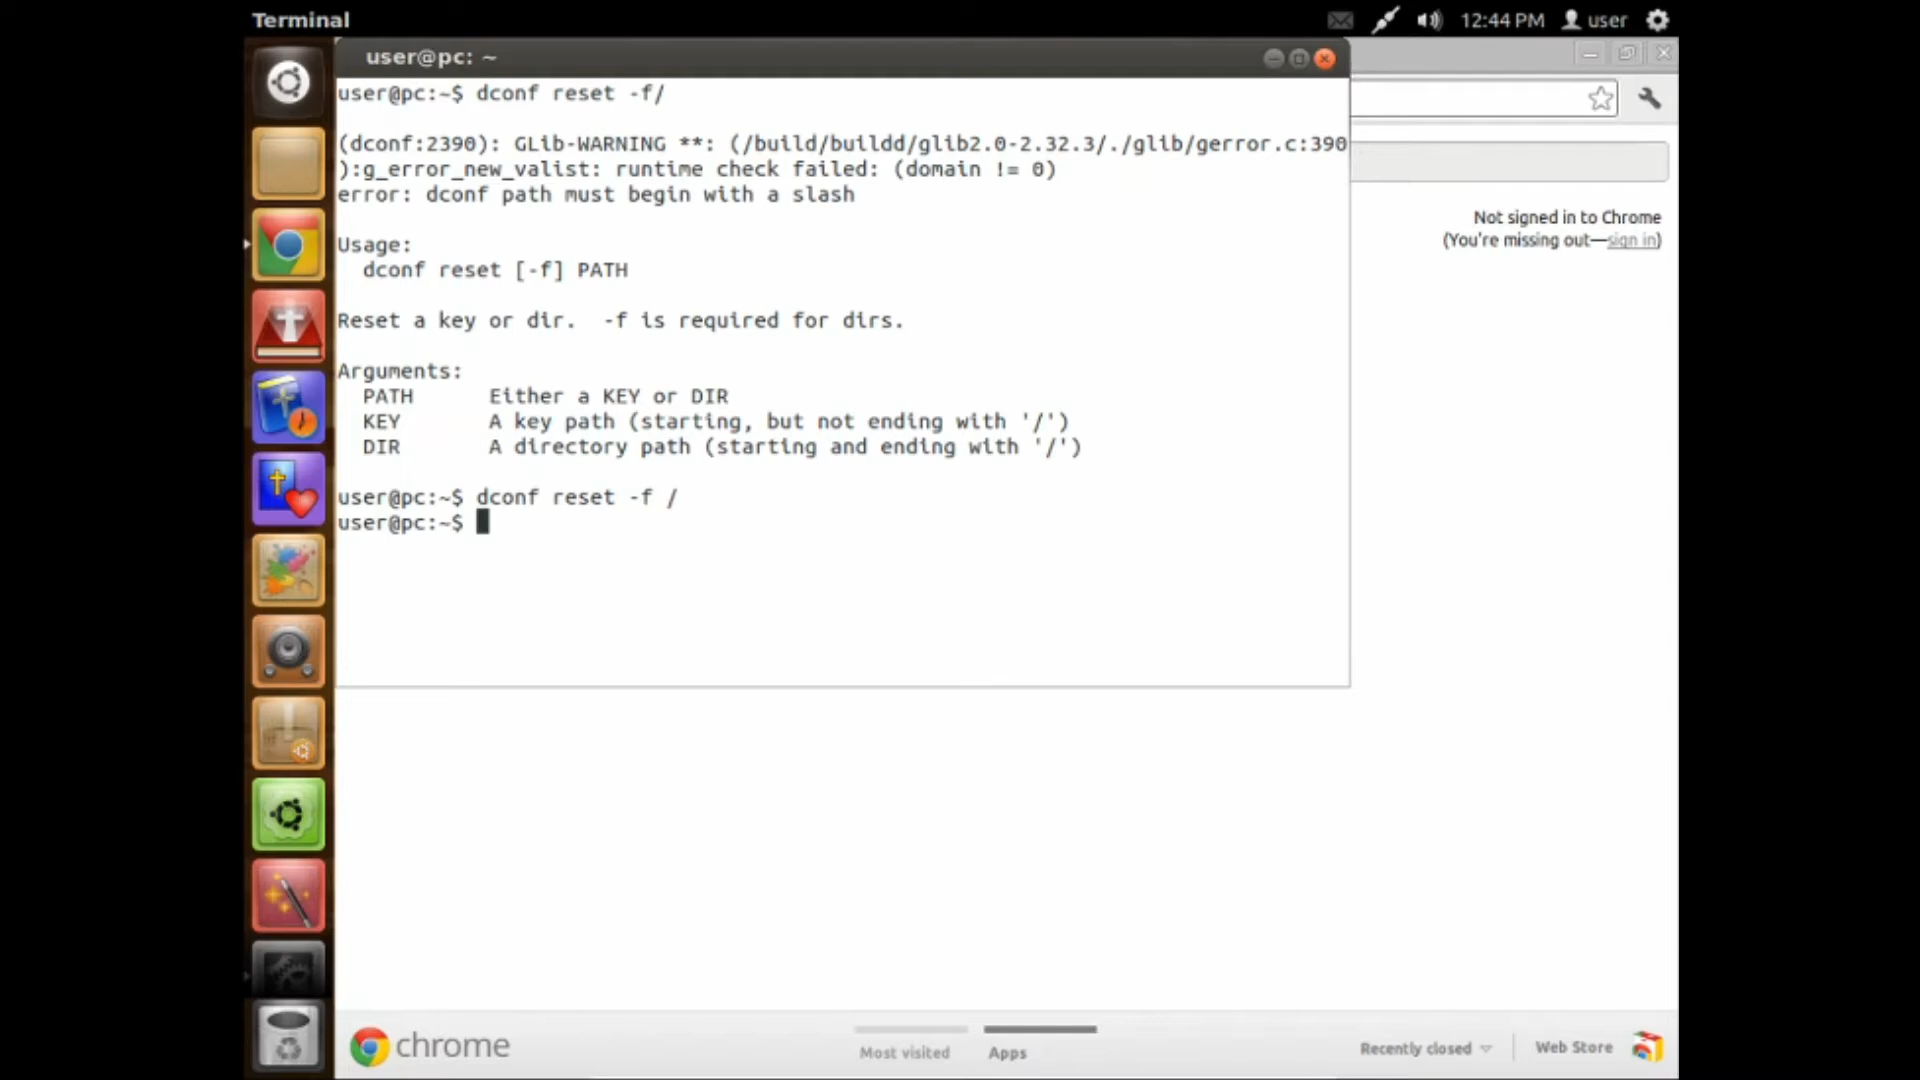 Terminal
12:44 PM user
user@pc: ~
user@pc:~$ dconf reset -f/
(dconf:2390): GLib-WARNING **: (/build/buildd/glib2.0-2.32.3/./glib/gerror.c:390
):g_error_new_valist: runtime check failed: (domain != 0)
error: dconf path must begin with a slash
Usage:
dconf reset [-f] PATH
Reset a key or dir.  -f is required for dirs.
Arguments:
PATH      Either a KEY or DIR
KEY       A key path (starting, but not ending with '/')
DIR       A directory path (starting and ending with '/')
user@pc:~$ dconf reset -f /
user@pc:~$
Not signed in to Chrome
(You're missing out—sign in)
chrome
Most visited
Apps
Recently closed
Web Store